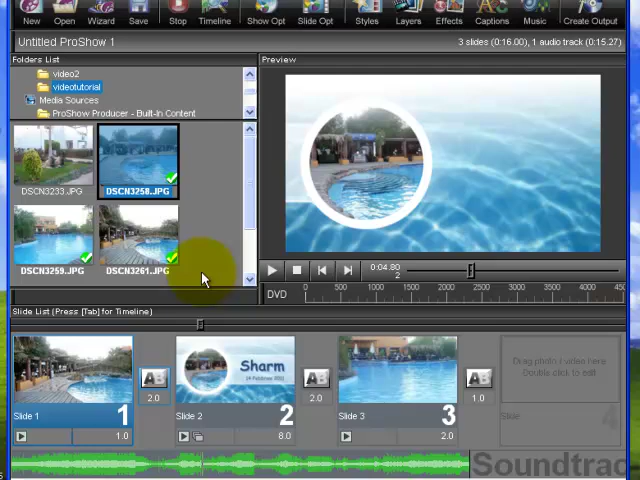 New Open Wizard Save Stop Timeline Show Opt Slide Opt Styles Layers Effects Captions Music Create Output
Untitled ProShow 1 3 slides (0:16.00), 1 audio track (0:15.27)
Folders List Preview
video2
videotutorial
Media Sources
ProShow Producer - Built-In Content
DSCN3233.JPG DSCN3258.JPG
DSCN3259.JPG DSCN3261.JPG
0:04.80
2
DVD 0 500 1000 1500 2000 2500 3000 3500 4000
Slide List (Press [Tab] for Timeline)
Sharm
AB AB AB
2.0 2.0 1.0
Drag photo / video here
Double click to edit
Slide 1 1 Slide 2 2 Slide 3 3 Slide 4
1.0 8.0 2.0
Soundtrac